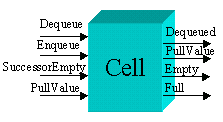 Dequeue
Enqueue
SuccessorEmpty
PullValue
Cell
Dequeued
PullValue
Empty
Full